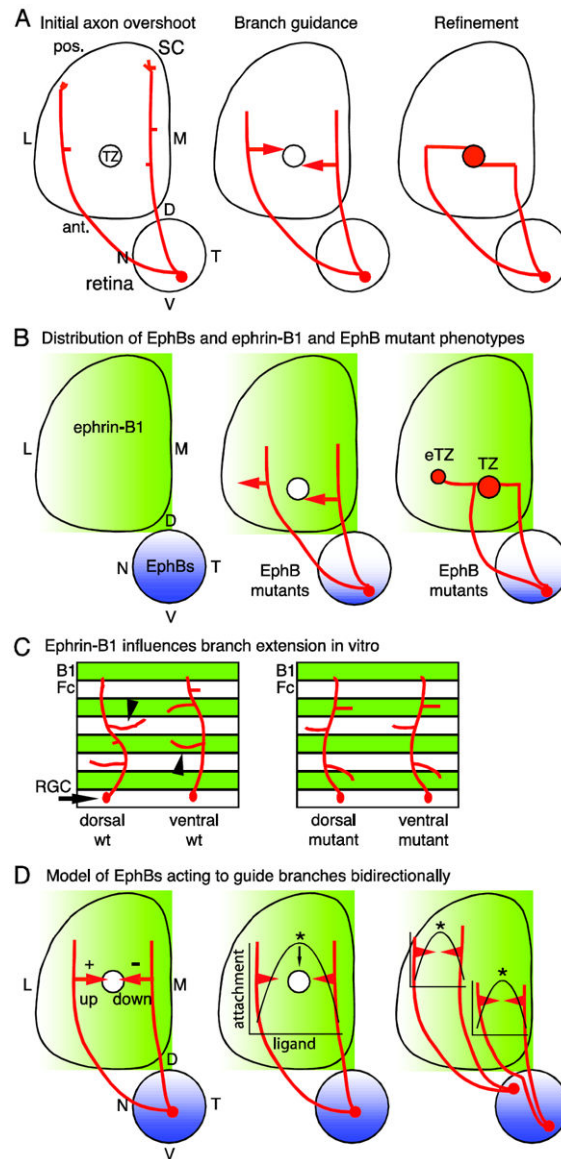 A Initial axon overshoot Branch guidance Refinement
pos. SC
L TZ M
ant. D
N T
retina
V
B Distribution of EphBs and ephrin-B1 and EphB mutant phenotypes
ephrin-B1
L M
eTZ TZ
D
N EphBs T
EphB mutants
EphB mutants
V
C Ephrin-B1 influences branch extension in vitro
B1 B1
Fc Fc
RGC
dorsal wt ventral wt dorsal mutant ventral mutant
D Model of EphBs acting to guide branches bidirectionally
* *
+ -
L M
up down
attachment
*
ligand
D
N T
V